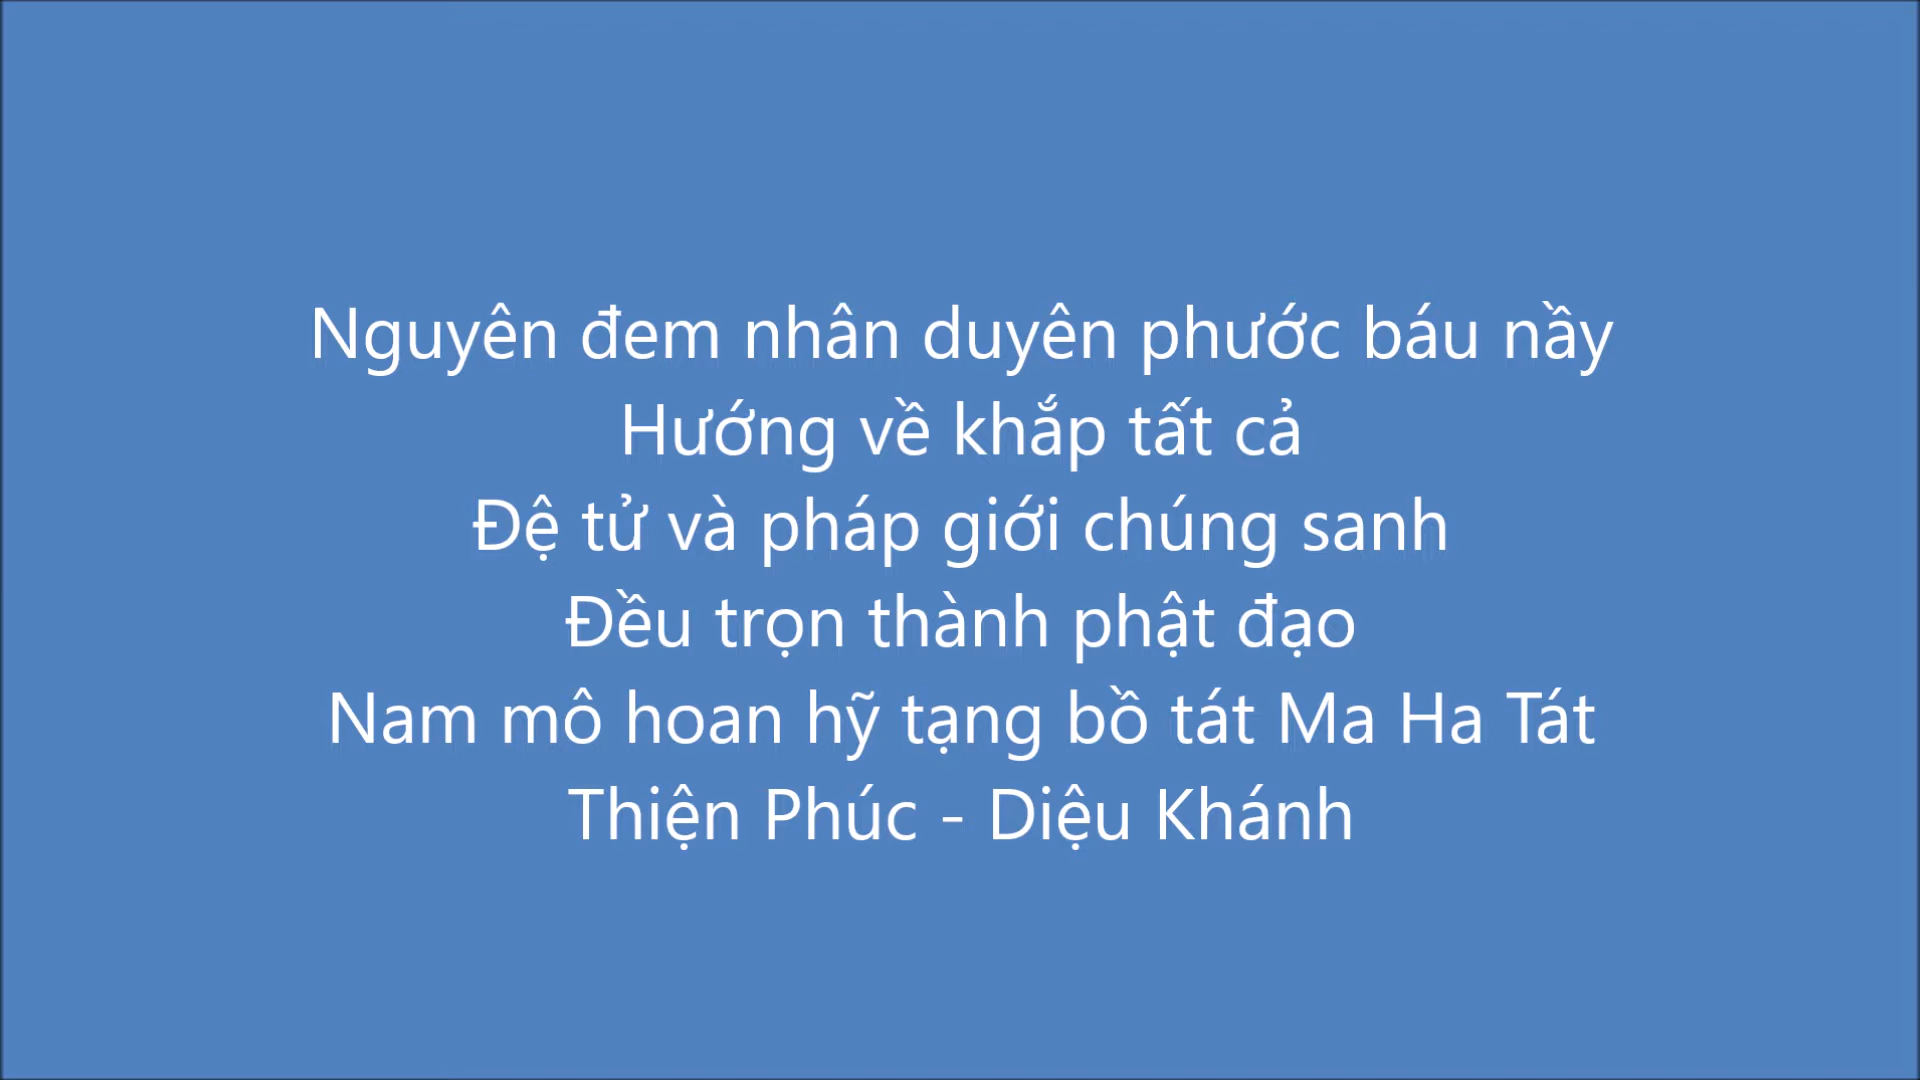 Nguyên đem nhân duyên phước báu nầy
Hướng về khắp tất cả
Đệ tử và pháp giới chúng sanh
Đều trọn thành phật đạo
Nam mô hoan hỹ tạng bồ tát Ma Ha Tát
Thiện Phúc - Diệu Khánh